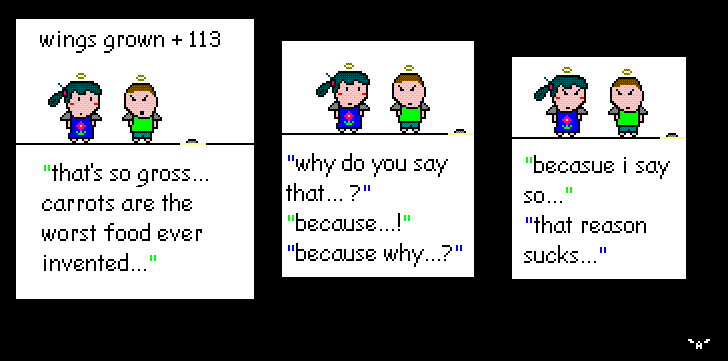 wings grown + 113
"that's so gross...
carrots are the
worst food ever
invented..."
"why do you say
that... ?"
"because...!"
"because why...?"
"becasue i say
so..."
"that reason
sucks..."
"A"